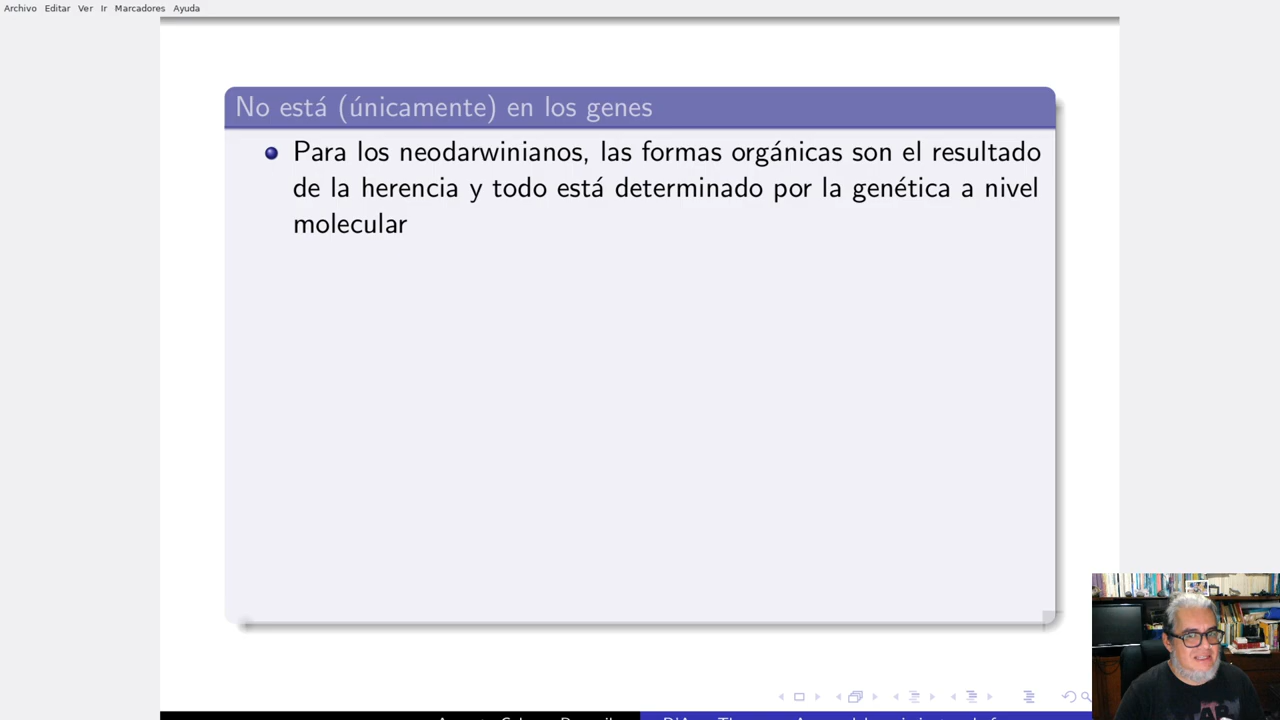 Archivo Editar Ver Ir Marcadores Ayuda
No está (únicamente) en los genes
Para los neodarwinianos, las formas orgánicas son el resultado
de la herencia y todo está determinado por la genética a nivel
molecular